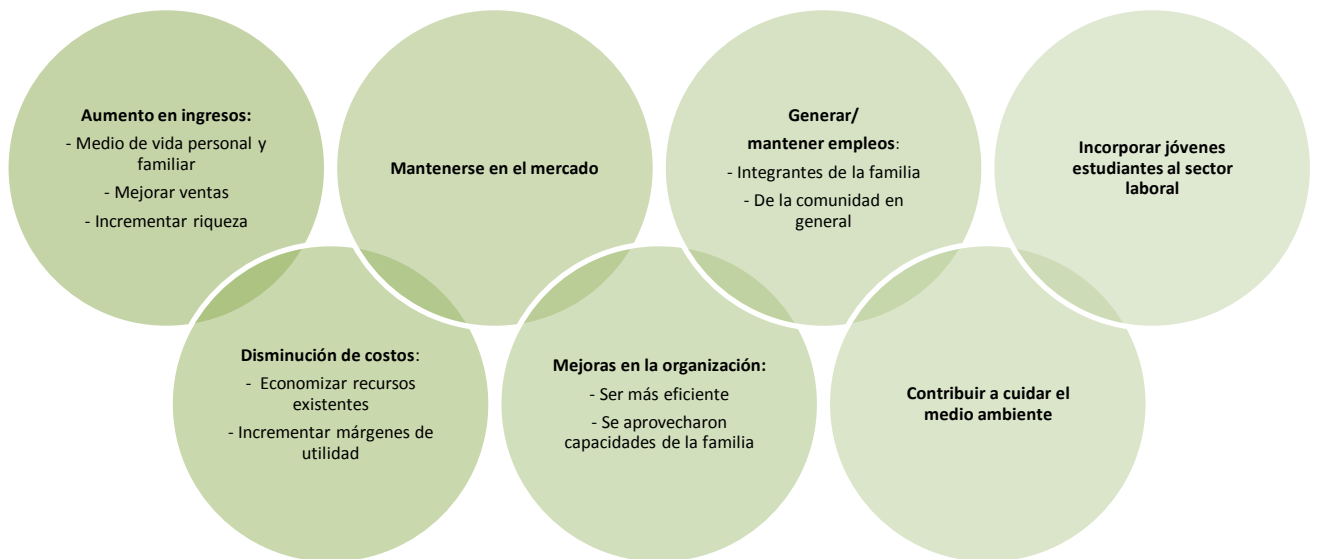 Aumento en ingresos:
- Medio de vida personal y
familiar
- Mejorar ventas
- Incrementar riqueza
Disminución de costos:
- Economizar recursos
existentes
- Incrementar márgenes de
utilidad
Mantenerse en el mercado
Mejoras en la organización:
- Ser más eficiente
- Se aprovecharon
capacidades de la familia
Generar/
mantener empleos:
- Integrantes de la familia
- De la comunidad en
general
Contribuir a cuidar el
medio ambiente
Incorporar jóvenes
estudiantes al sector
laboral